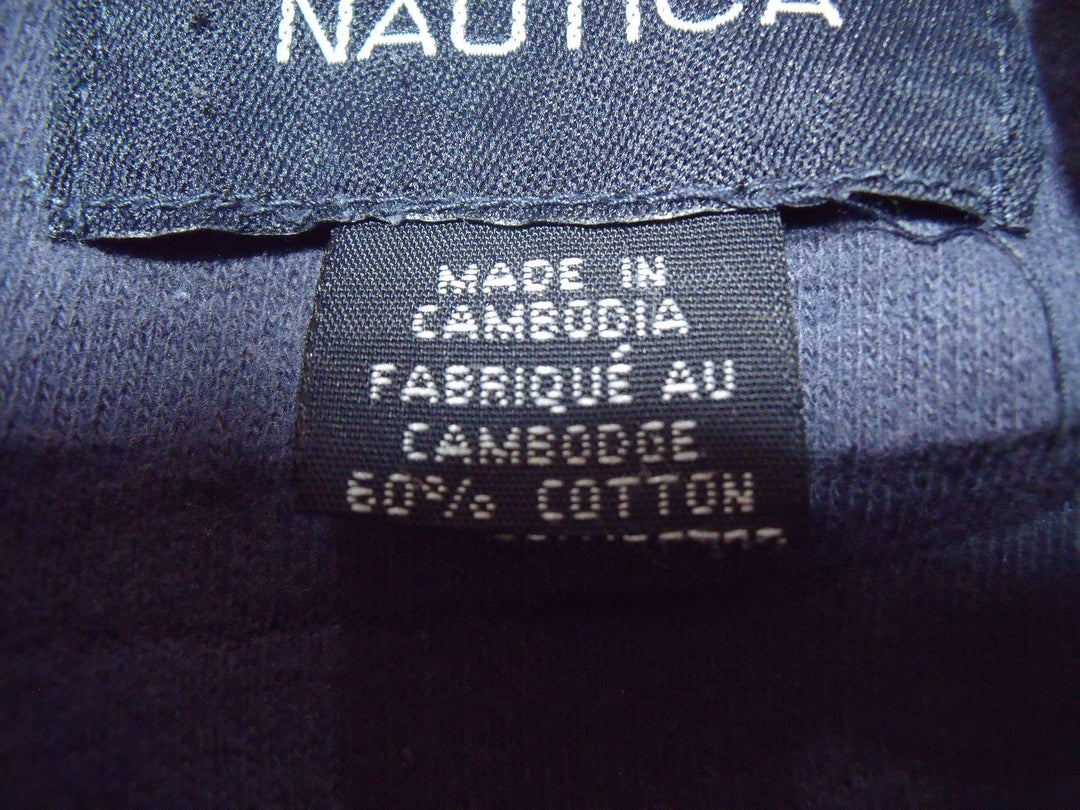 NAUTICA
MADE IN
CAMBODIA
FABRIQUÉ AU
CAMBODGE
60% COTTON